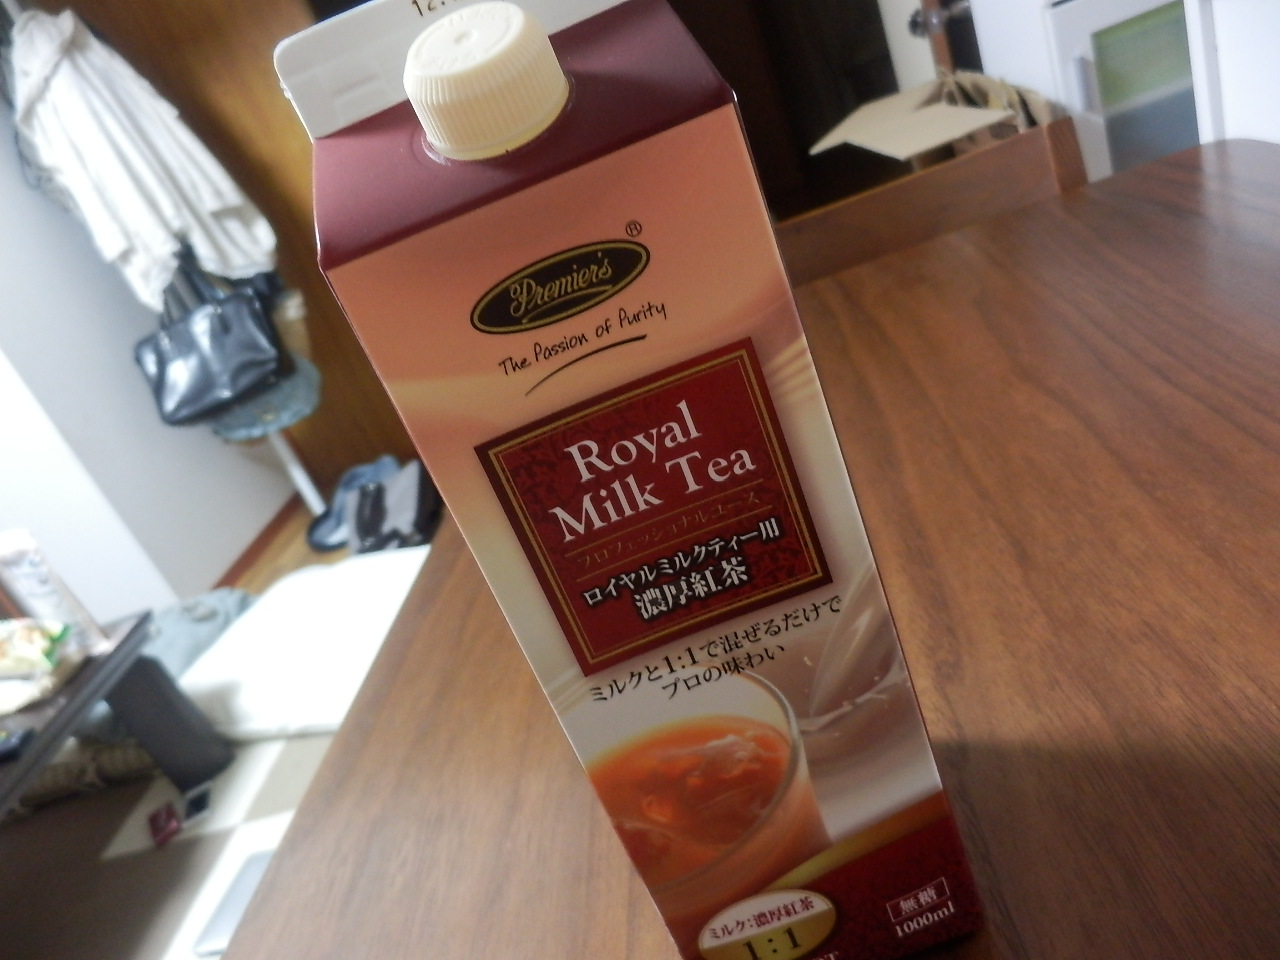 12.
Premier's
®
The Passion of Purity
Royal
Milk Tea
プロフェッショナルユース
ロイヤルミルクティー用
濃厚紅茶
ミルクと1:1で混ぜるだけで
プロの味わい
ミルク:濃厚紅茶
1:1
無糖
1000ml